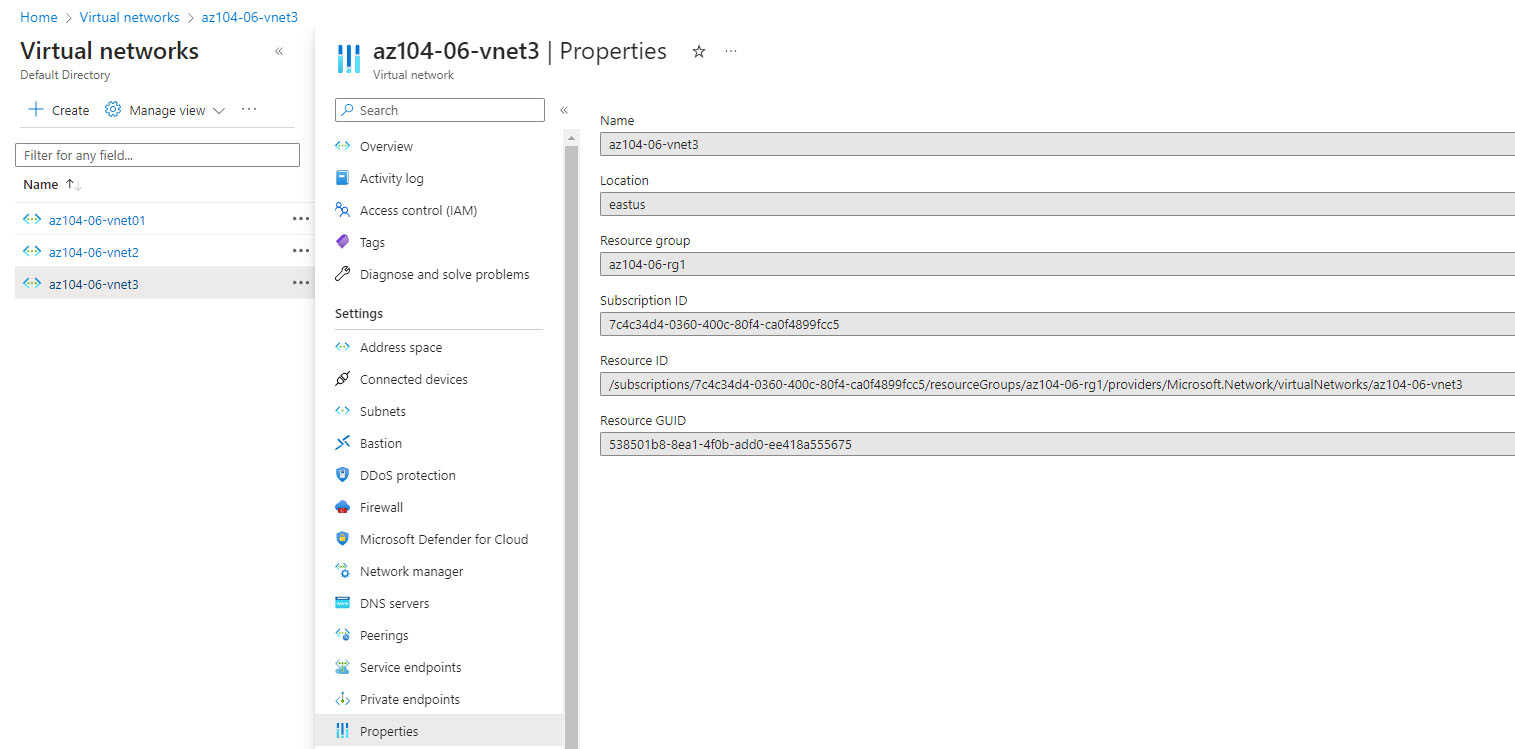 Home > Virtual networks > az104-06-vnet3
Virtual networks
Default Directory
Create Manage view
Filter for any field...
Name
az104-06-vnet01
az104-06-vnet2
az104-06-vnet3
az104-06-vnet3 | Properties
Virtual network
Search
Overview
Activity log
Access control (IAM)
Tags
Diagnose and solve problems
Settings
Address space
Connected devices
Subnets
Bastion
DDoS protection
Firewall
Microsoft Defender for Cloud
Network manager
DNS servers
Peerings
Service endpoints
Private endpoints
Properties
Name
az104-06-vnet3
Location
eastus
Resource group
az104-06-rg1
Subscription ID
7c4c34d4-0360-400c-80f4-ca0f4899fcc5
Resource ID
/subscriptions/7c4c34d4-0360-400c-80f4-ca0f4899fcc5/resourceGroups/az104-06-rg1/providers/Microsoft.Network/virtualNetworks/az104-06-vnet3
Resource GUID
538501b8-8ea1-4f0b-add0-ee418a555675